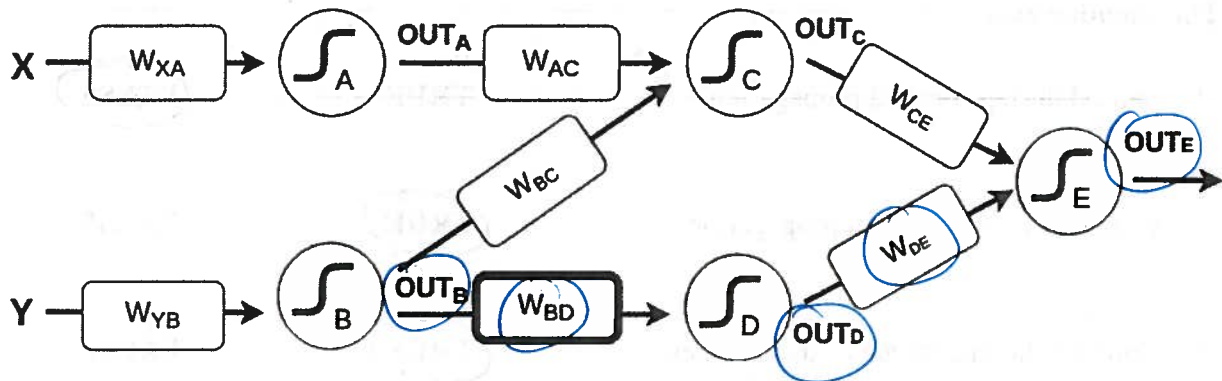 X
W_XA
A
OUT_A
W_AC
C
OUT_C
W_CE
W_BC
OUT_E
E
W_DE
Y
W_YB
B
OUT_B
W_BD
D
OUT_D